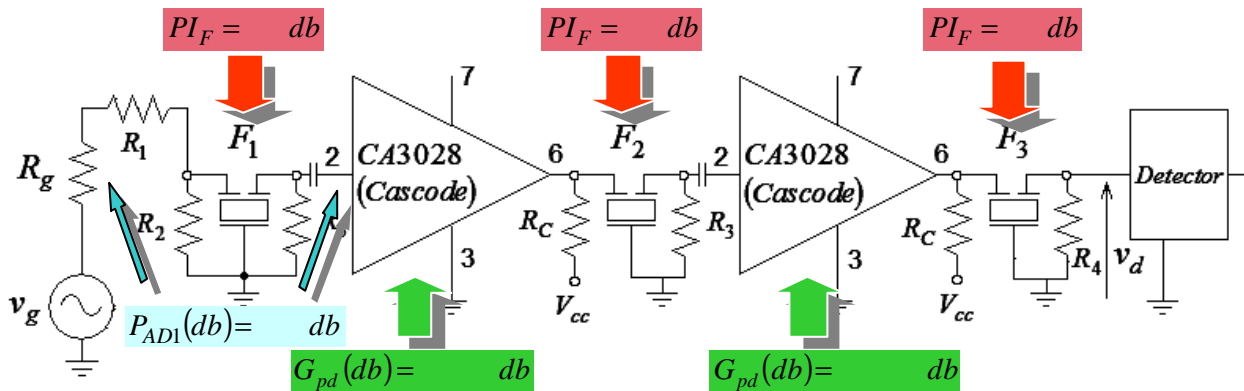 PI_F = db
PI_F = db
PI_F = db
R_1
F_1
2
7
CA3028
(Cascode)
6
F_2
2
7
CA3028
(Cascode)
6
F_3
Detector
R_g
R_2
R_C
R_3
R_C
R_4
v_d
3
3
v_g
V_cc
V_cc
P_AD1(db)= db
G_pd(db)= db
G_pd(db)= db